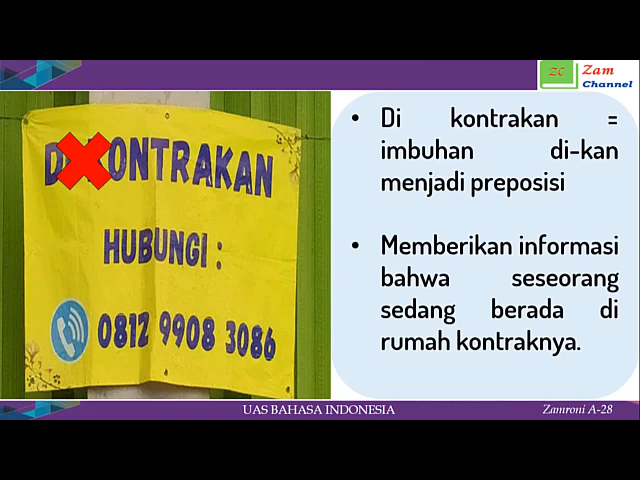 zc Zam
Channel
D KONTRAKAN
HUBUNGI :
0812 9908 3086
• Di kontrakan =
imbuhan di-kan
menjadi preposisi
• Memberikan informasi
bahwa seseorang
sedang berada di
rumah kontraknya.
UAS BAHASA INDONESIA
Zamroni A-28